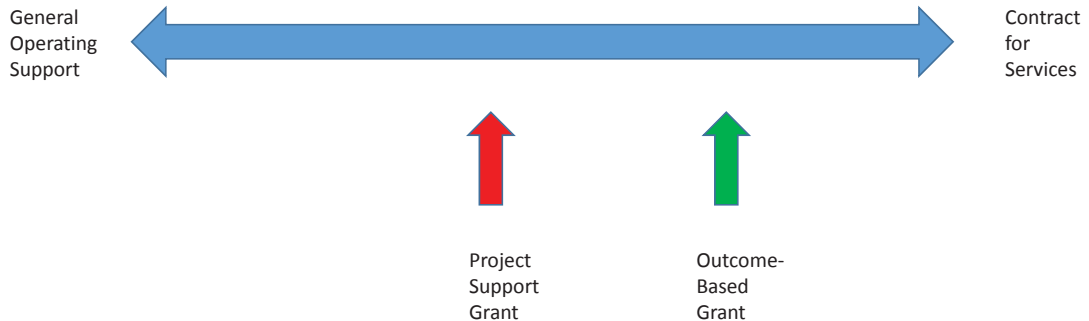 General
Operating
Support
Contract
for
Services
Project
Support
Grant
Outcome-
Based
Grant